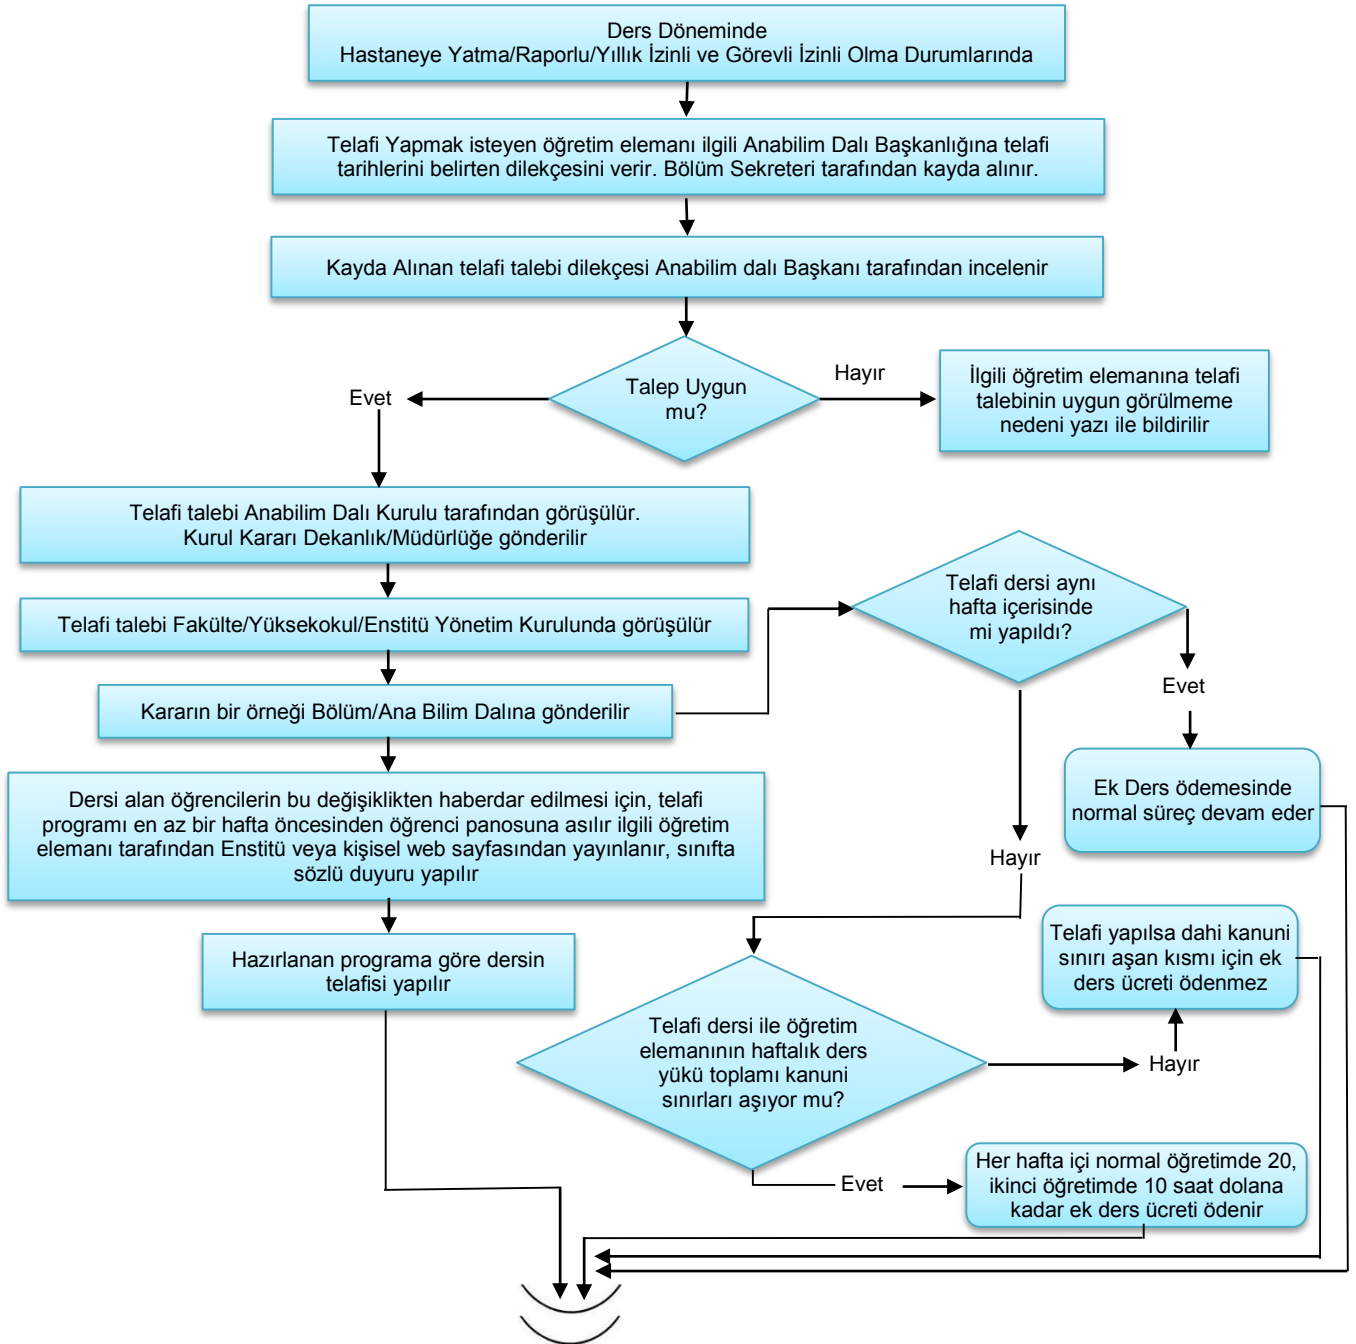 Ders Döneminde
Hastaneye Yatma/Raporlu/Yıllık İzinli ve Görevli İzinli Olma Durumlarında
Telafi Yapmak isteyen öğretim elemanı ilgili Anabilim Dalı Başkanlığına telafi
tarihlerini belirten dilekçesini verir. Bölüm Sekreteri tarafından kayda alınır.
Kayda Alınan telafi talebi dilekçesi Anabilim dalı Başkanı tarafından incelenir
Talep Uygun
mu?
Hayır
İlgili öğretim elemanına telafi
talebinin uygun görülmeme
nedeni yazı ile bildirilir
Evet
Telafi talebi Anabilim Dalı Kurulu tarafından görüşülür.
Kurul Kararı Dekanlık/Müdürlüğe gönderilir
Telafi talebi Fakülte/Yüksekokul/Enstitü Yönetim Kurulunda görüşülür
Kararın bir örneği Bölüm/Ana Bilim Dalına gönderilir
Telafi dersi aynı
hafta içerisinde
mi yapıldı?
Evet
Ek Ders ödemesinde
normal süreç devam eder
Dersi alan öğrencilerin bu değişiklikten haberdar edilmesi için, telafi
programı en az bir hafta öncesinden öğrenci panosuna asılır ilgili öğretim
elemanı tarafından Enstitü veya kişisel web sayfasından yayınlanır, sınıfta
sözlü duyuru yapılır
Hayır
Hazırlanan programa göre dersin
telafisi yapılır
Telafi yapılsa dahi kanuni
sınırı aşan kısmı için ek
ders ücreti ödenmez
Telafi dersi ile öğretim
elemanının haftalık ders
yükü toplamı kanuni
sınırları aşıyor mu?
Hayır
Evet
Her hafta içi normal öğretimde 20,
ikinci öğretimde 10 saat dolana
kadar ek ders ücreti ödenir